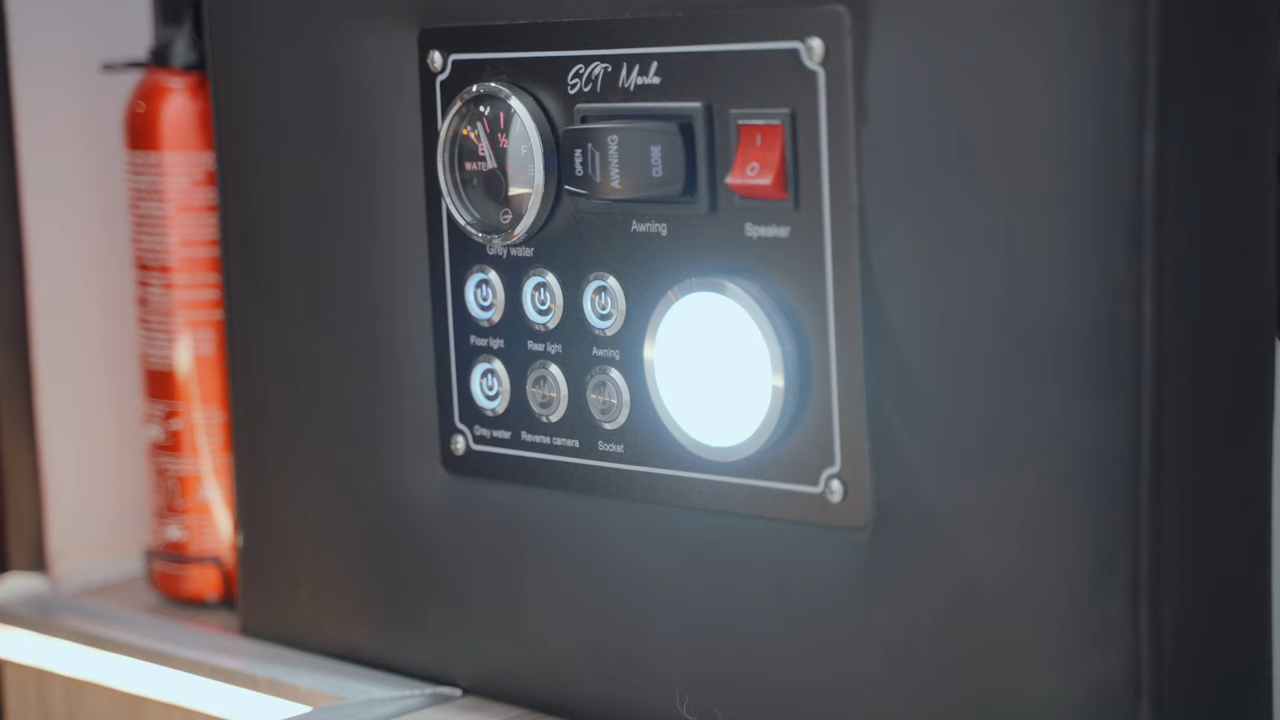 SCT
½
E
F
WATER
OPEN
AWNING
CLOSE
Grey water
Awning
Speaker
Floor light
Rear light
Awning
Grey water
Reverse camera
Socket